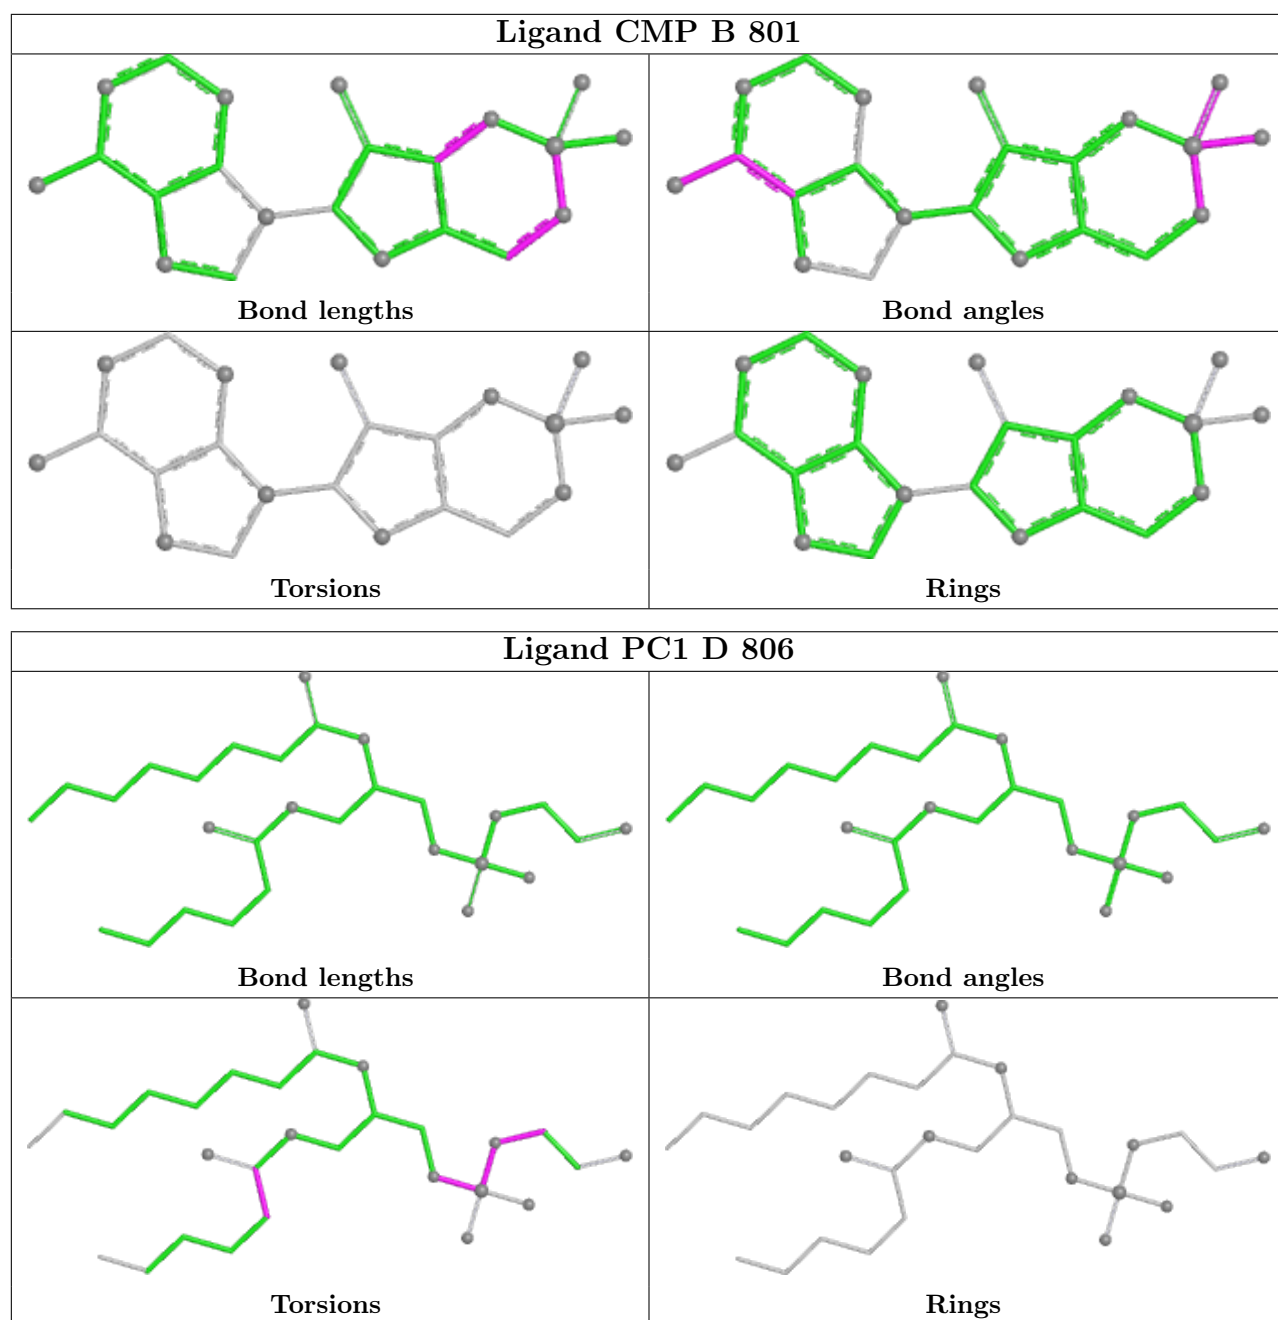 Ligand CMP B 801
Bond lengths
Bond angles
Torsions
Rings
Ligand PC1 D 806
Bond lengths
Bond angles
Torsions
Rings